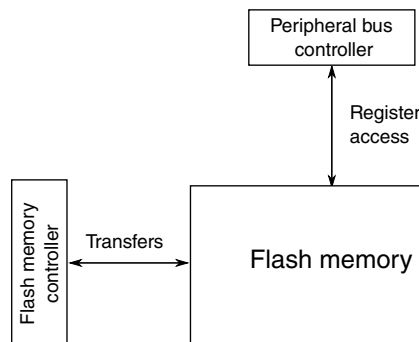 Peripheral bus
controller
Register
access
Flash memory
controller
Transfers
Flash memory